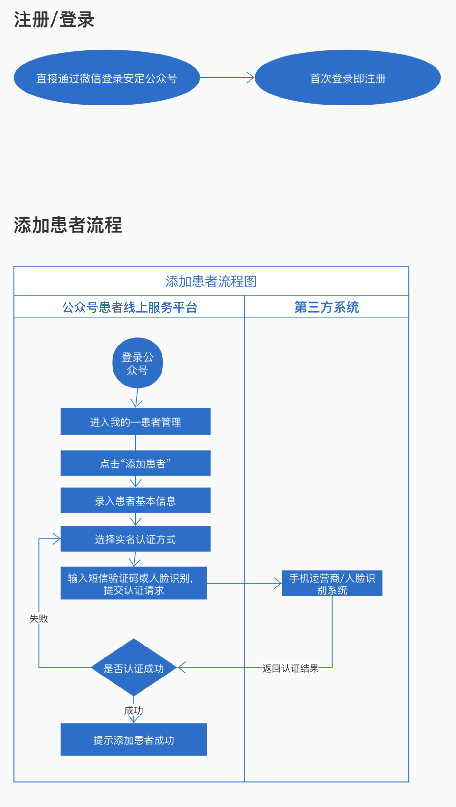 注册/登录
直接通过微信登录安定公众号
首次登录即注册
添加患者流程
添加患者流程图
公众号患者线上服务平台
第三方系统
登录公
众号
进入我的—患者管理
点击“添加患者”
录入患者基本信息
选择实名认证方式
输入短信验证码或人脸识别，
提交认证请求
手机运营商/人脸识
别系统
失败
是否认证成功
返回认证结果
成功
提示添加患者成功